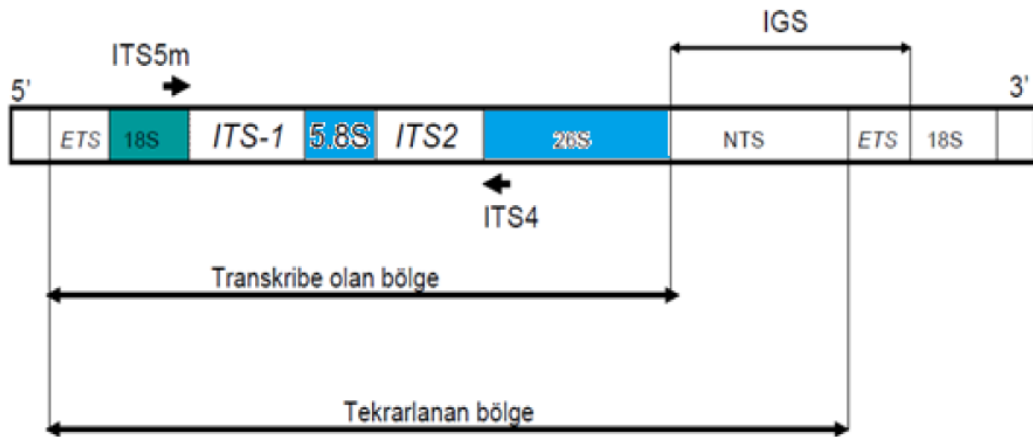 IGS
ITS5m
5' 3'
ETS 18S ITS-1 5.8S ITS2 26S NTS ETS 18S
ITS4
Transkribe olan bölge
Tekrarlanan bölge